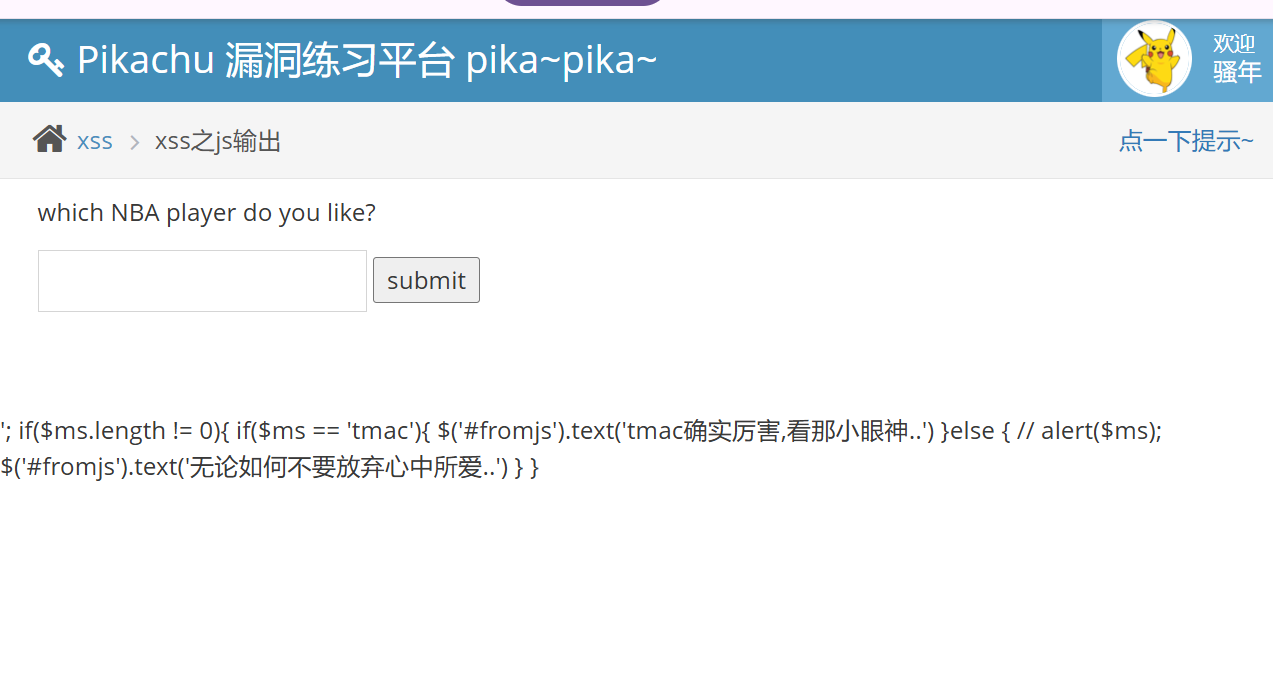 Pikachu 漏洞练习平台 pika~pika~
欢迎
骚年
xss > xss之js输出
点一下提示~
which NBA player do you like?
submit
'; if($ms.length != 0){ if($ms == 'tmac'){ $('#fromjs').text('tmac确实厉害,看那小眼神..') }else { // alert($ms);
$('#fromjs').text('无论如何不要放弃心中所爱..') } }